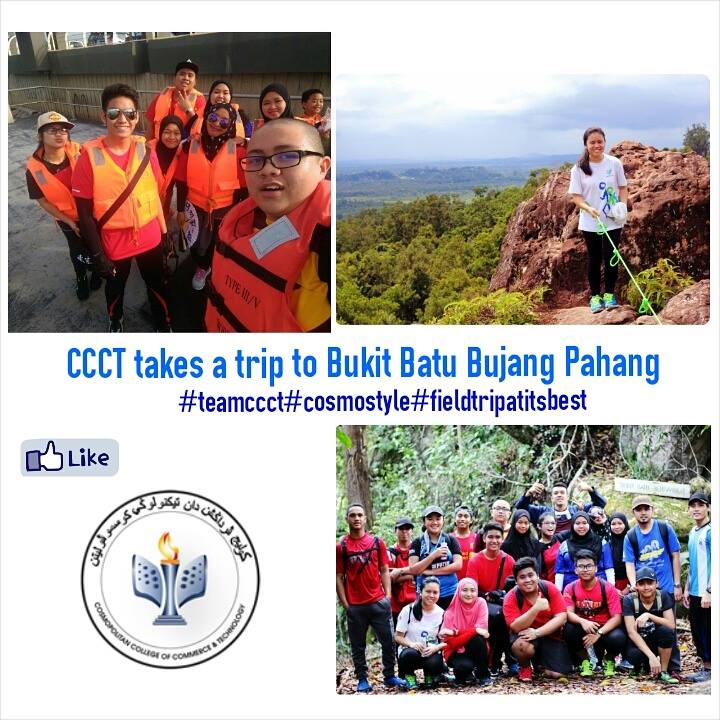 TYPE III/V
CCCT takes a trip to Bukit Batu Bujang Pahang
#teamccct#cosmostyle#fieldtripatitsbest
Like
COSMOPOLITAN COLLEGE OF COMMERCE & TECHNOLOGY